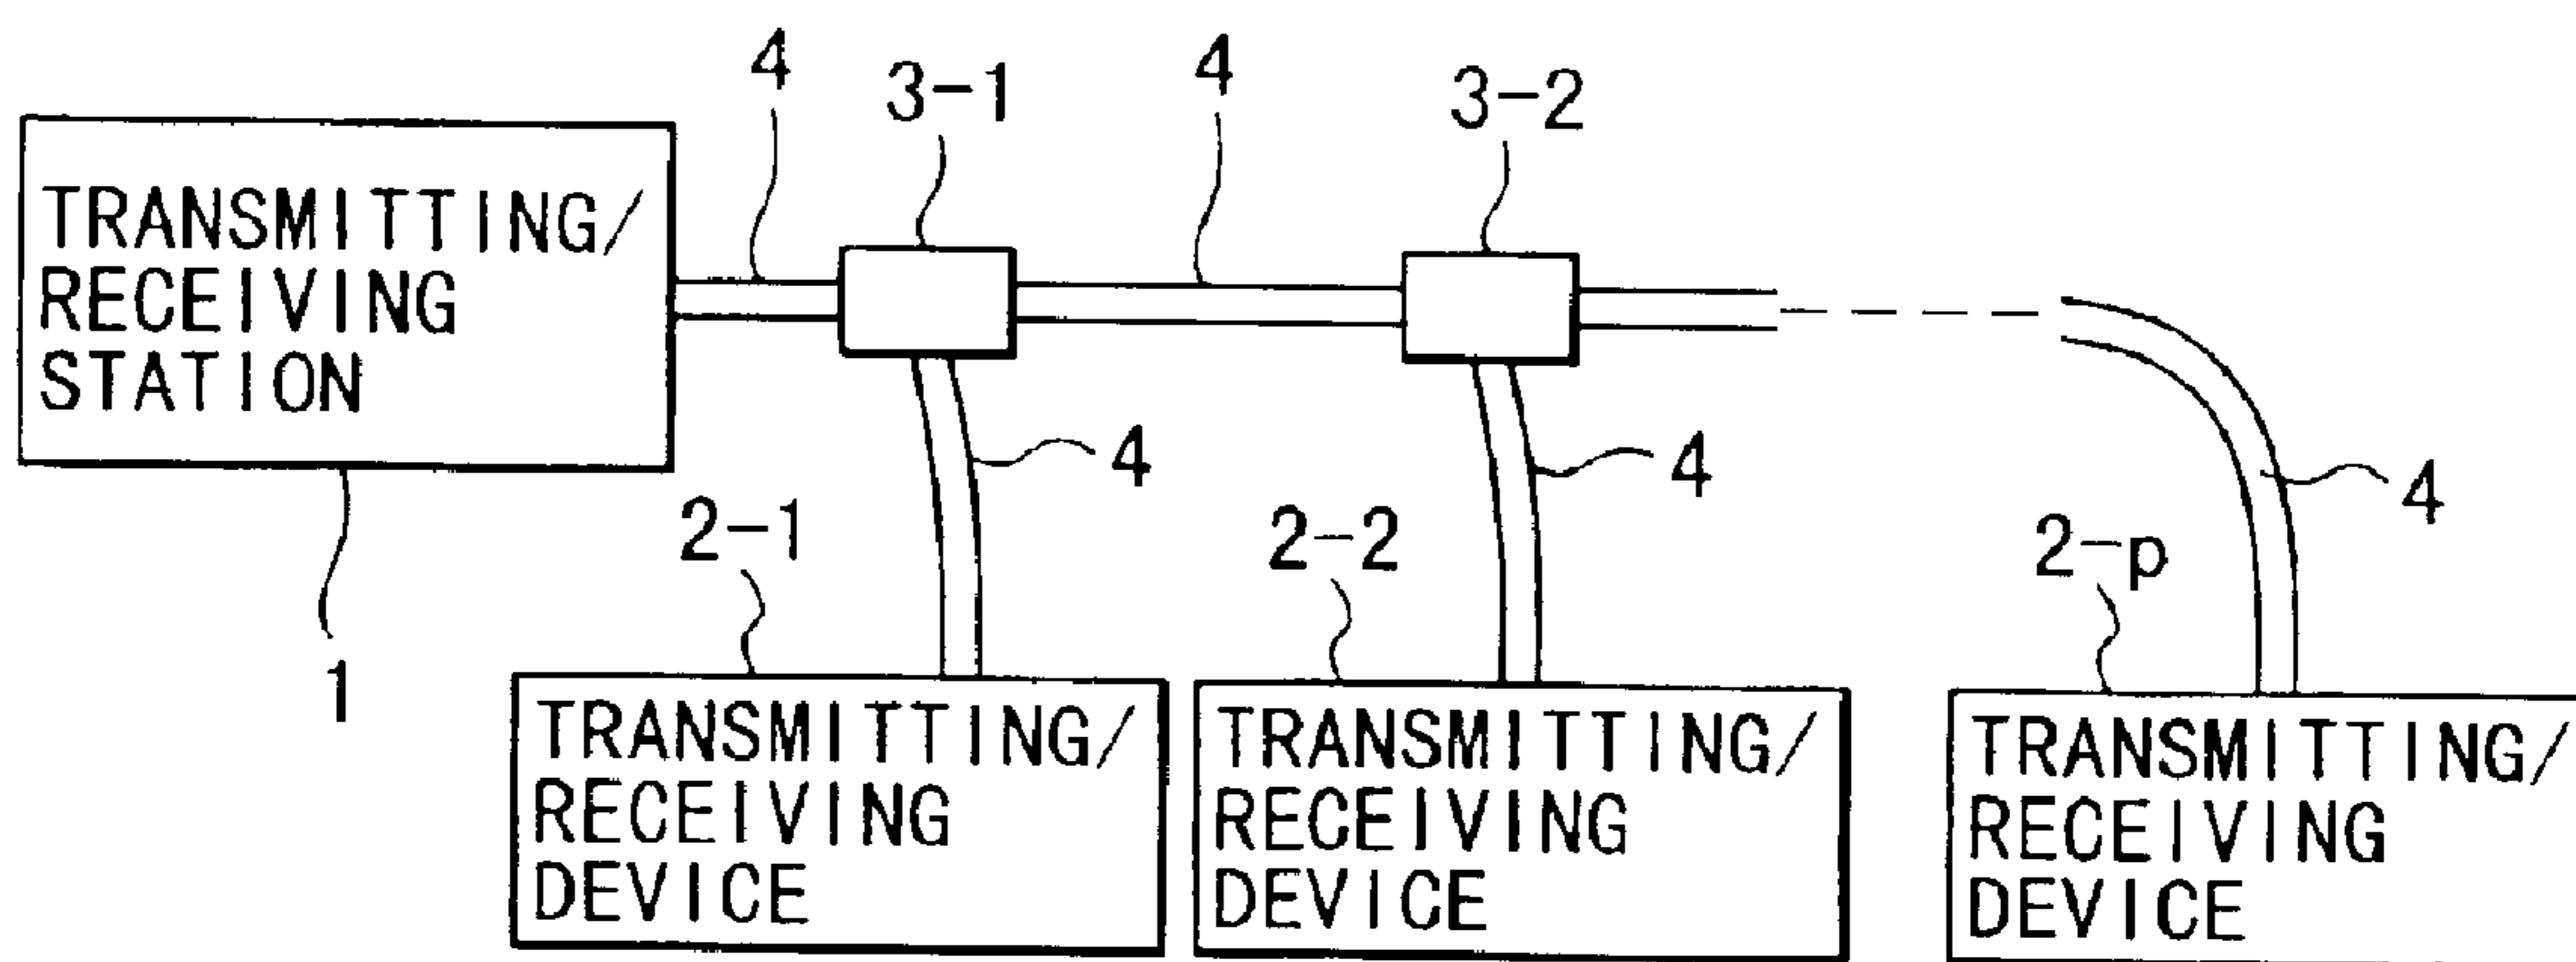 4
3-1
4
3-2
TRANSMITTING/
RECEIVING
STATION
4
4
4
2-1
2-2
2-p
1
TRANSMITTING/
RECEIVING
DEVICE
TRANSMITTING/
RECEIVING
DEVICE
TRANSMITTING/
RECEIVING
DEVICE